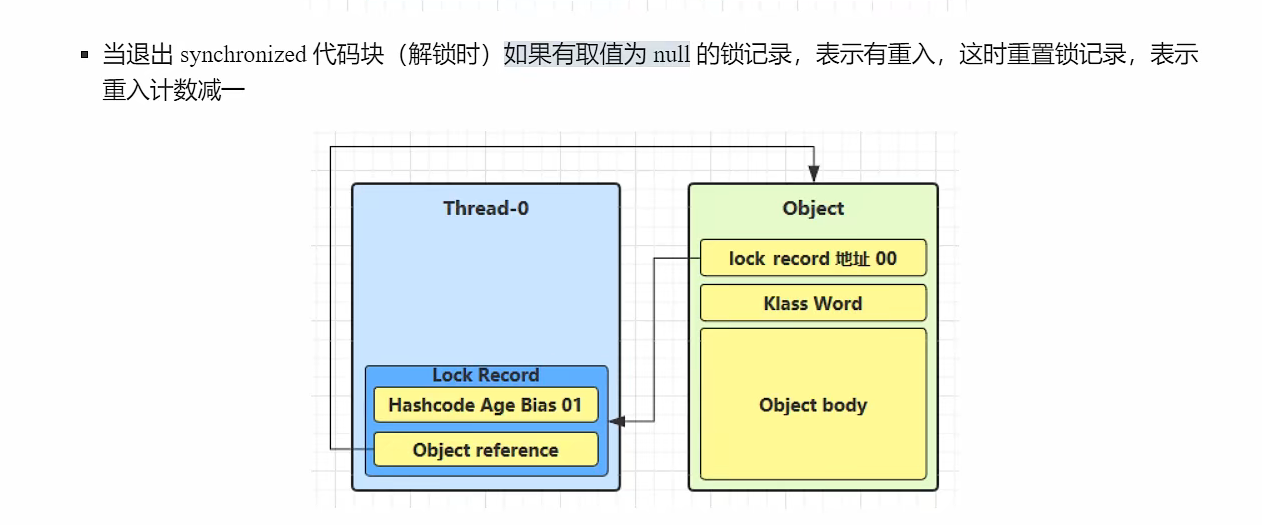 ▪ 当退出 synchronized 代码块（解锁时）如果有取值为 null 的锁记录，表示有重入，这时重置锁记录，表示
重入计数减一
Thread-0
Object
lock record 地址 00
Klass Word
Object body
Lock Record
Hashcode Age Bias 01
Object reference